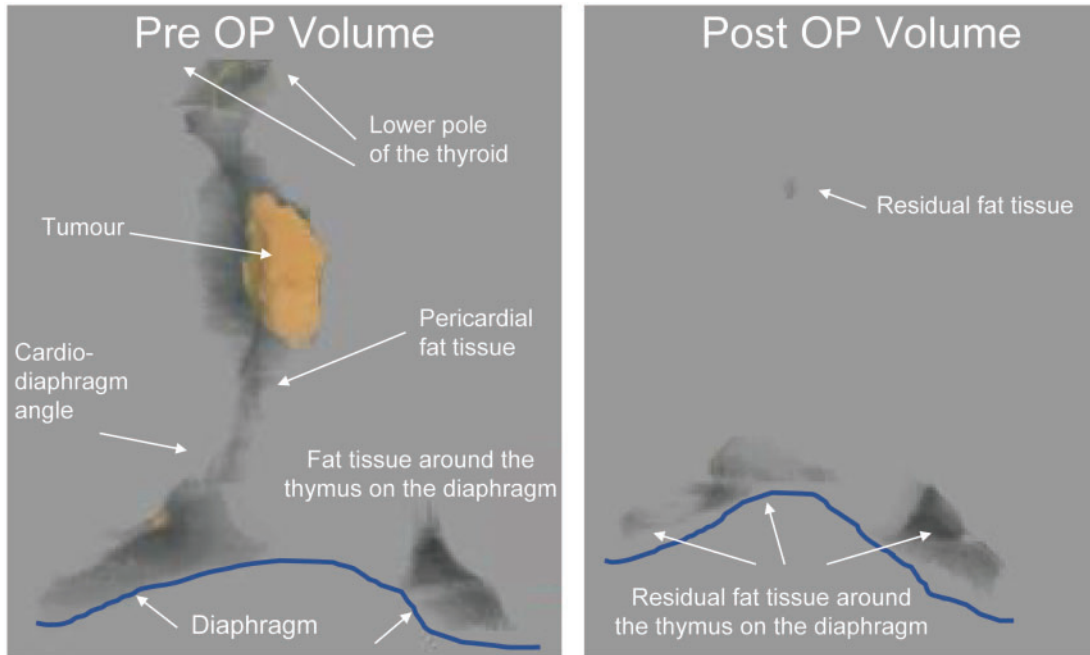 Pre OP Volume
Lower pole
of the thyroid
Tumour
Pericardial
fat tissue
Cardio-
diaphragm
angle
Fat tissue around the
thymus on the diaphragm
Diaphragm
Post OP Volume
Residual fat tissue
Residual fat tissue around
the thymus on the diaphragm